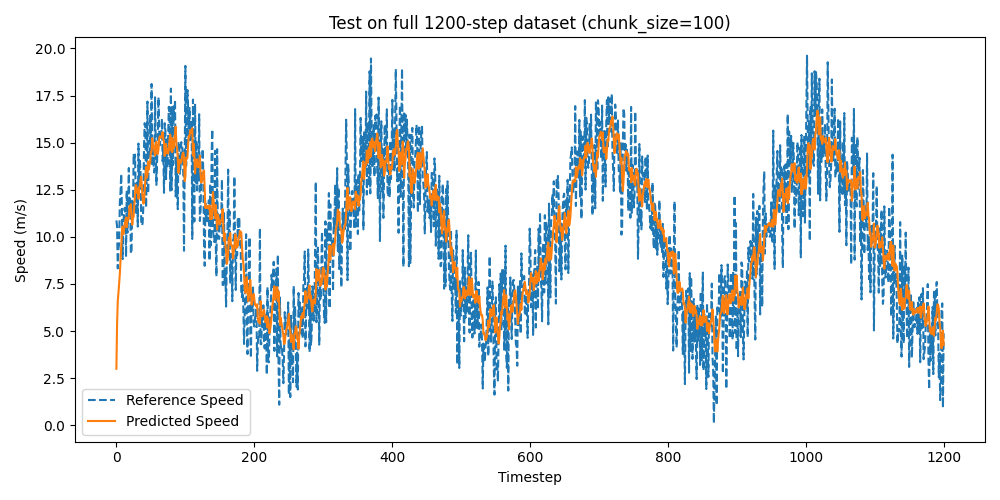 Test on full 1200-step dataset (chunk_size=100)
20.0
17.5
15.0
12.5
10.0
7.5
5.0
2.5
0.0
Speed (m/s)
Reference Speed
Predicted Speed
0 200 400 600 800 1000 1200
Timestep